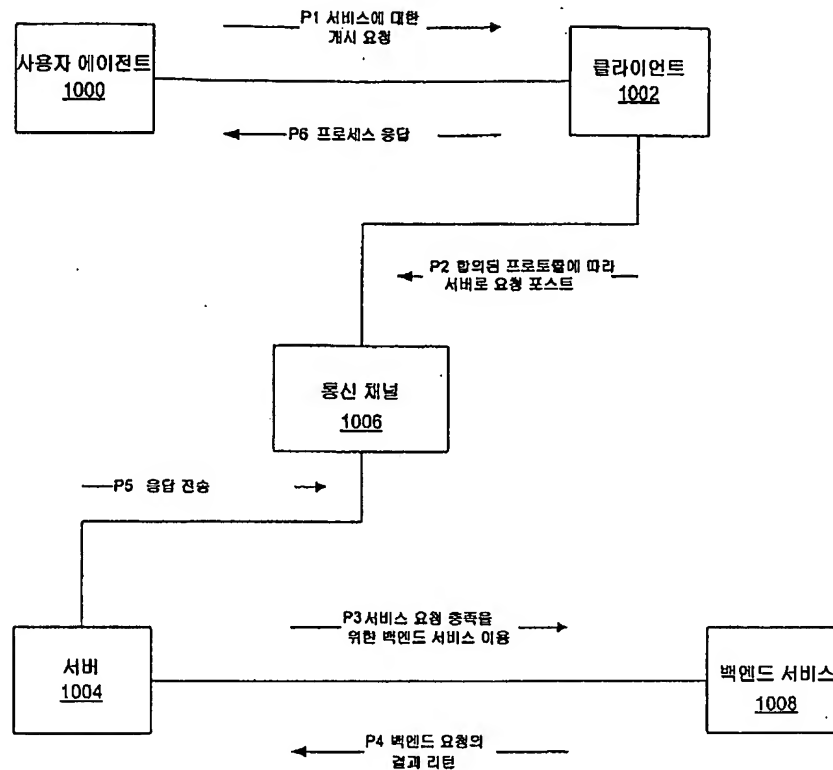 P1 서비스에 대한
개시 요청
사용자 에이전트
1000
클라이언트
1002
P6 프로세스 응답
P2 합의된 프로토콜에 따라
서버로 요청 포스트
통신 채널
1006
P5 응답 전송
P3 서비스 요청 충족을
위한 백엔드 서비스 이용
서버
1004
백엔드 서비스
1008
P4 백엔드 요청의
결과 리턴